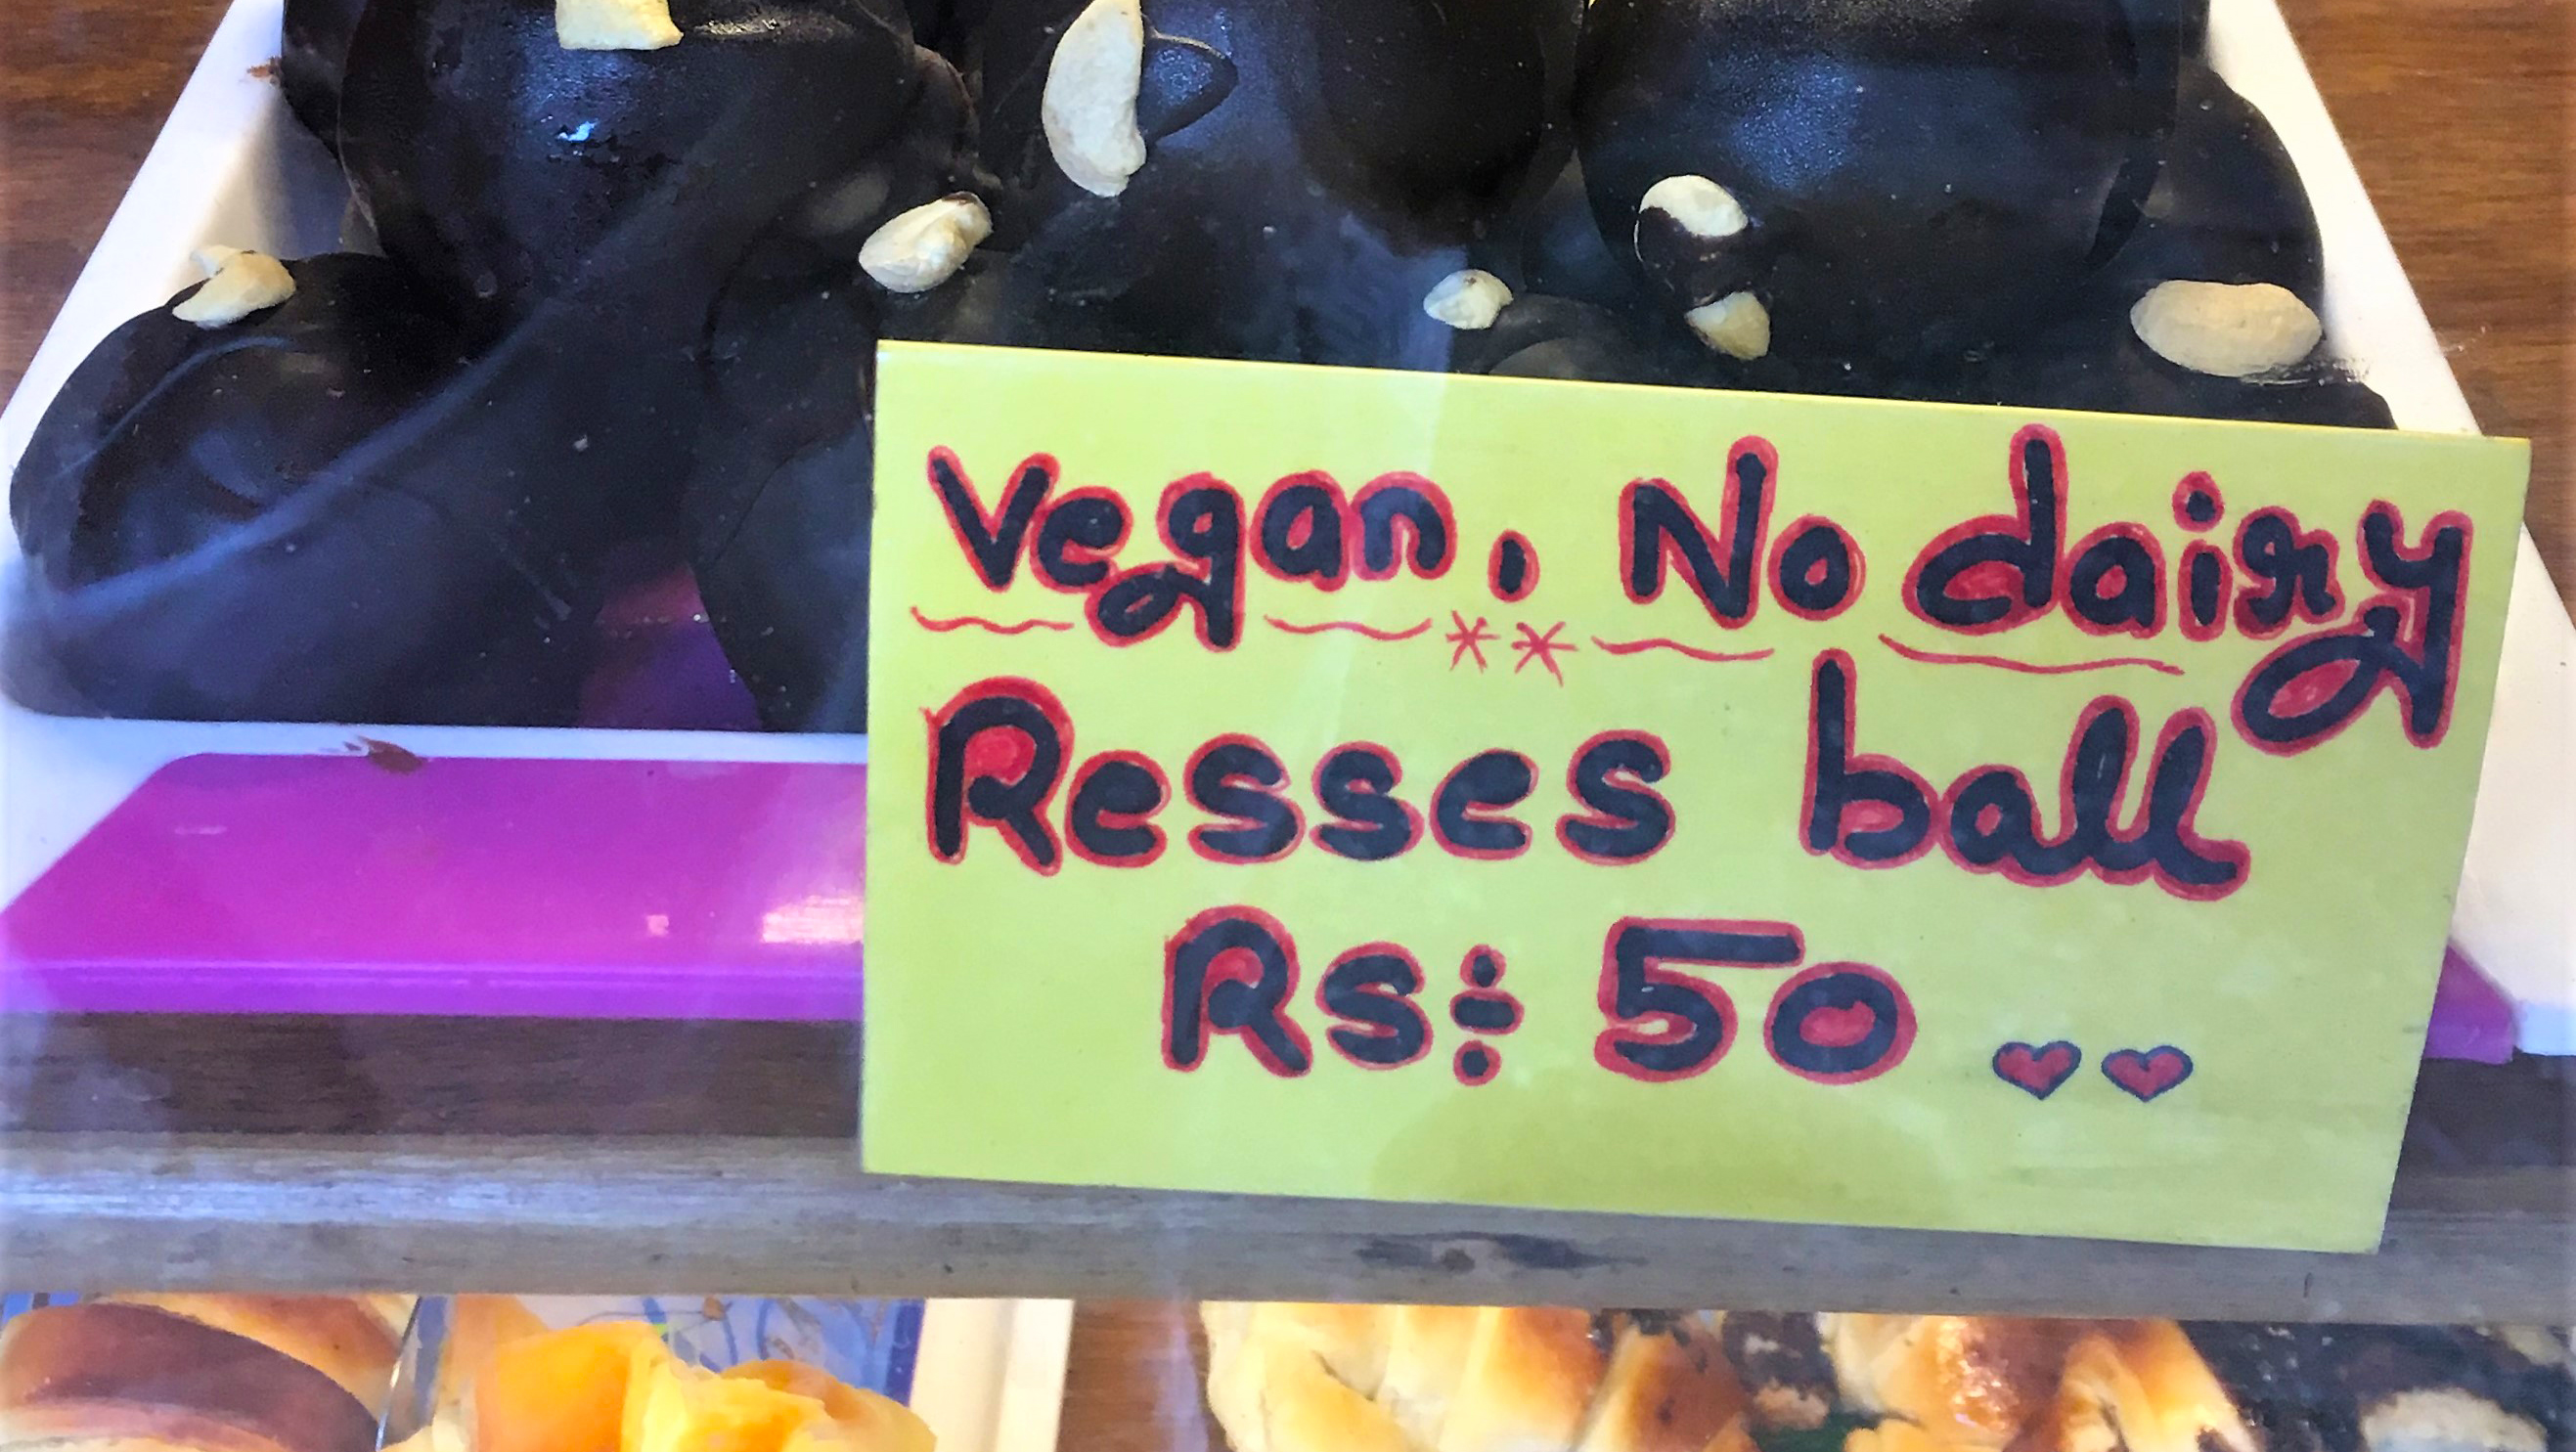 Vegan, No dairy
Resses ball
Rs: 50